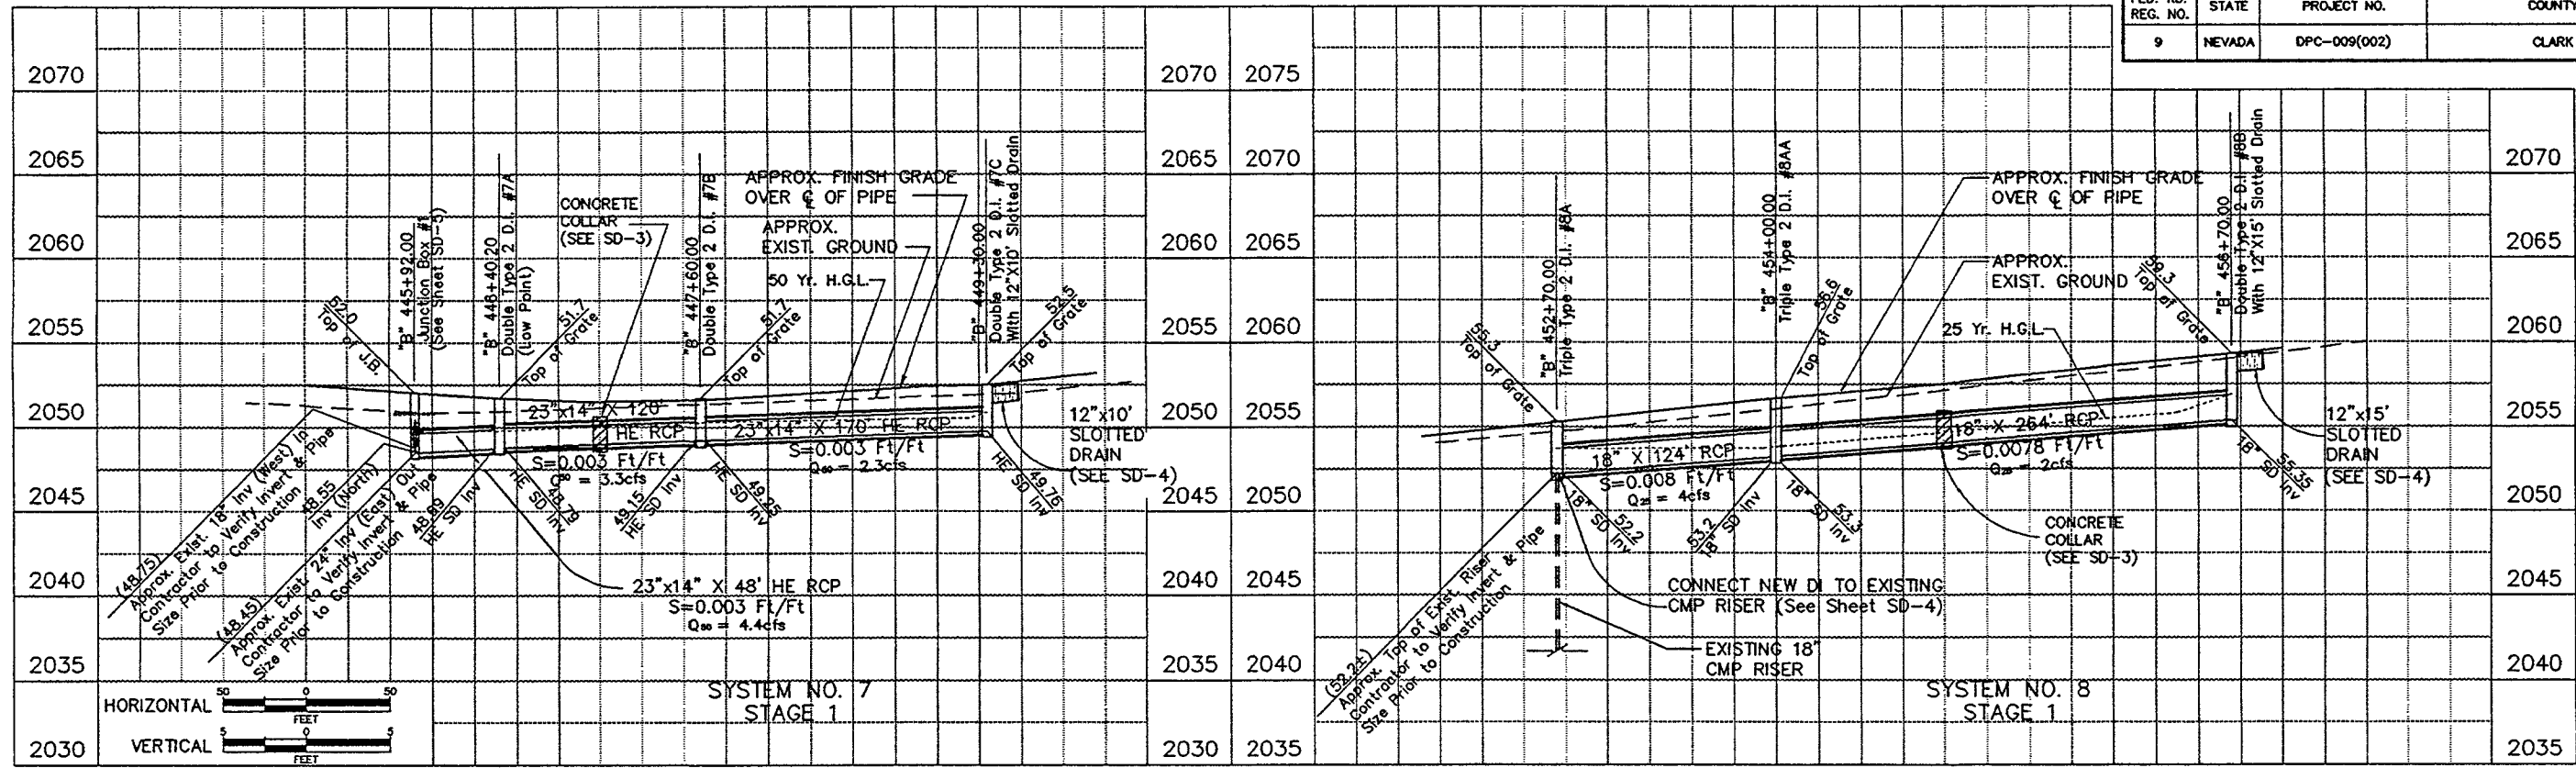 REG. NO.
STATE
PROJECT NO.
COUNTY
9
NEVADA
DPC-009(002)
CLARK
2070
2065
2060
2055
2050
2045
2040
2035
2030
52.0
Top of J.B.
"B" 445+92.00
Junction Box #1
(See Sheet SD-5)
"B" 446+40.20
Double Type 2 D.I. #7A
(Low Point)
51.7
Top of Grate
CONCRETE
COLLAR
(SEE SD-3)
"B" 447+60.00
Double Type 2 D.I. #7B
51.7
Top of Grate
APPROX. FINISH GRADE
OVER ℄ OF PIPE
APPROX.
EXIST. GROUND
50 Yr. H.G.L.
"B" 449+30.00
Double Type 2 D.I. #7C
With 12"X10' Slotted Drain
52.5
Top of Grate
23"x14" X 120'
HE RCP
S=0.003 Ft/Ft
Q50 = 3.3cfs
23"x14" X 170' HE RCP
S=0.003 Ft/Ft
Q50 = 2.3cfs
12"x10'
SLOTTED
DRAIN
(SEE SD-4)
(48.75)
Approx. Exist. 18" Inv (West) In
Contractor to Verify Invert & Pipe
Size Prior to Construction
48.55
Inv (North)
(48.45)
Approx. Exist. 24" Inv (East) Out
Contractor to Verify Invert & Pipe
Size Prior to Construction
48.69
HE SD Inv
48.79
HE SD Inv
49.15
HE SD Inv
49.25
HE SD Inv
49.76
HE SD Inv
23"x14" X 48' HE RCP
S=0.003 Ft/Ft
Q50 = 4.4cfs
HORIZONTAL
50 0 50
FEET
VERTICAL
5 0 5
FEET
SYSTEM NO. 7
STAGE 1
2070
2065
2060
2055
2050
2045
2040
2035
2030
2075
2070
2065
2060
2055
2050
2045
2040
2035
55.3
Top of Grate
"B" 452+70.00
Triple Type 2 D.I. #8A
"B" 454+00.00
Triple Type 2 D.I. #8AA
56.6
Top of Grate
APPROX. FINISH GRADE
OVER ℄ OF PIPE
APPROX.
EXIST. GROUND
25 Yr. H.G.L.
59.3
Top of Grate
"B" 456+70.00
Double Type 2 D.I. #8B
With 12"X15' Slotted Drain
18" X 124' RCP
S=0.008 Ft/Ft
Q25 = 4cfs
18" X 264' RCP
S=0.0078 Ft/Ft
Q25 = 2cfs
12"x15'
SLOTTED
DRAIN
(SEE SD-4)
52.2
18" SD Inv
53.2
18" SD Inv
53.3
18" SD Inv
55.35
18" SD Inv
CONCRETE
COLLAR
(SEE SD-3)
CONNECT NEW DI TO EXISTING
CMP RISER (See Sheet SD-4)
EXISTING 18"
CMP RISER
(52.2±)
Approx. Top of Exist. Riser
Contractor to Verify Invert & Pipe
Size Prior to Construction
SYSTEM NO. 8
STAGE 1
2070
2065
2060
2055
2050
2045
2040
2035